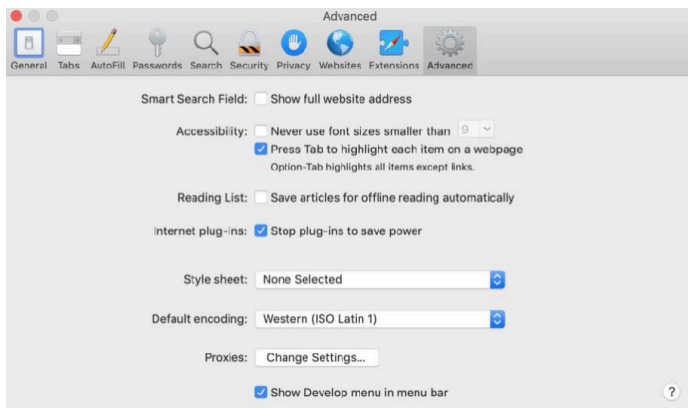 Advanced
General Tabs AutoFill Passwords Search Security Privacy Websites Extensions Advanced
Smart Search Field: Show full website address
Accessibility: Never use font sizes smaller than 9
Press Tab to highlight each item on a webpage
Option-Tab highlights all items except links.
Reading List: Save articles for offline reading automatically
Internet plug-ins: Stop plug-ins to save power
Style sheet: None Selected
Default encoding: Western (ISO Latin 1)
Proxies: Change Settings...
Show Develop menu in menu bar ?